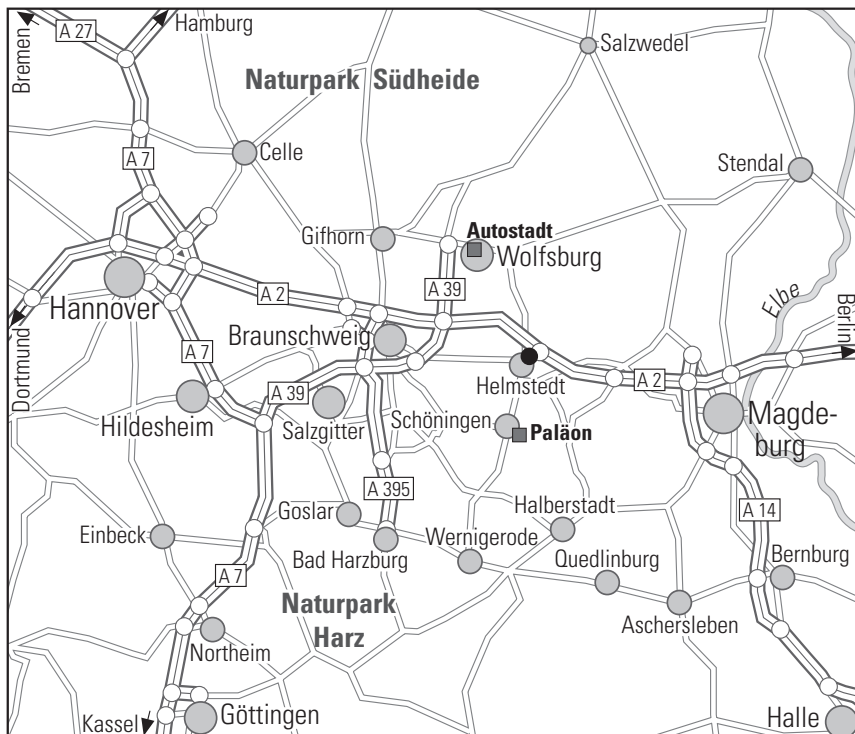 A 27
Hamburg
Bremen
Salzwedel
Naturpark Südheide
Celle
A 7
Stendal
Gifhorn
Autostadt
Wolfsburg
Hannover
A 2
A 39
Elbe
Berlin
Dortmund
Braunschweig
A 7
Helmstedt
A 2
A 39
Hildesheim
Salzgitter
Schöningen
Paläon
Magde-
burg
A 395
Goslar
Halberstadt
A 14
Einbeck
Bad Harzburg
Wernigerode
Quedlinburg
Bernburg
A 7
Naturpark
Harz
Aschersleben
Northeim
Kassel
Göttingen
Halle